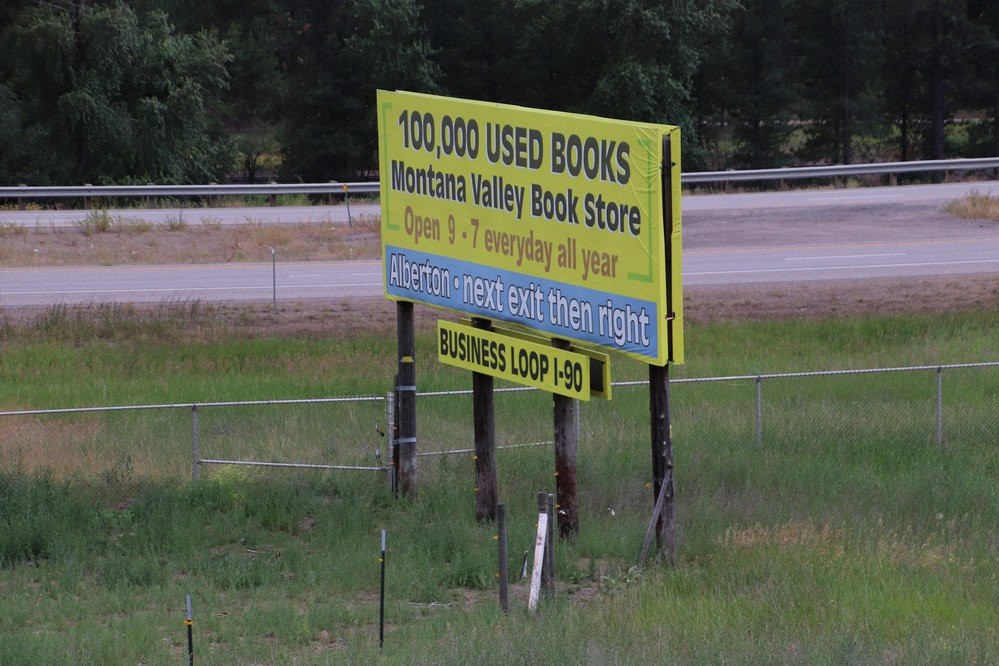 100,000 USED BOOKS
Montana Valley Book Store
Open 9 - 7 everyday all year
Alberton • next exit then right
BUSINESS LOOP I-90